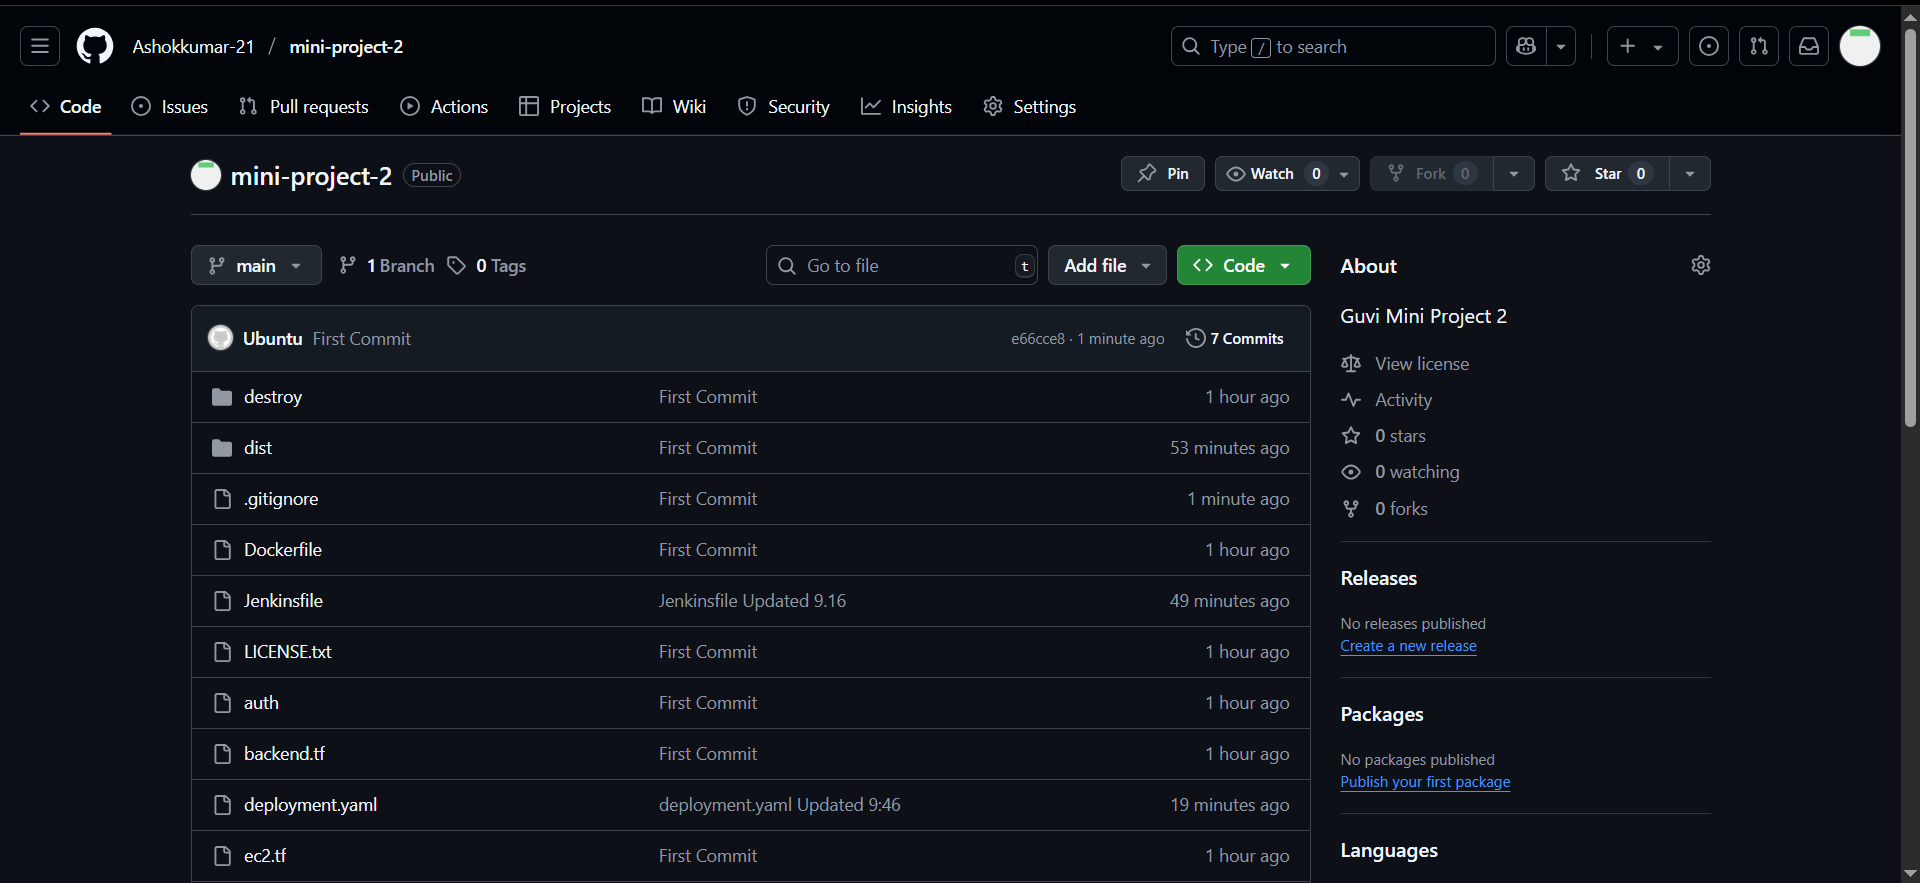 Ashokkumar-21 / mini-project-2
Type / to search
Code Issues Pull requests Actions Projects Wiki Security Insights Settings
mini-project-2 Public
Pin Watch 0 Fork 0 Star 0
main 1 Branch 0 Tags
Go to file t Add file Code
Ubuntu First Commit e66cce8 · 1 minute ago 7 Commits
destroy First Commit 1 hour ago
dist First Commit 53 minutes ago
.gitignore First Commit 1 minute ago
Dockerfile First Commit 1 hour ago
Jenkinsfile Jenkinsfile Updated 9.16 49 minutes ago
LICENSE.txt First Commit 1 hour ago
auth First Commit 1 hour ago
backend.tf First Commit 1 hour ago
deployment.yaml deployment.yaml Updated 9:46 19 minutes ago
ec2.tf First Commit 1 hour ago
About
Guvi Mini Project 2
View license
Activity
0 stars
0 watching
0 forks
Releases
No releases published
Create a new release
Packages
No packages published
Publish your first package
Languages